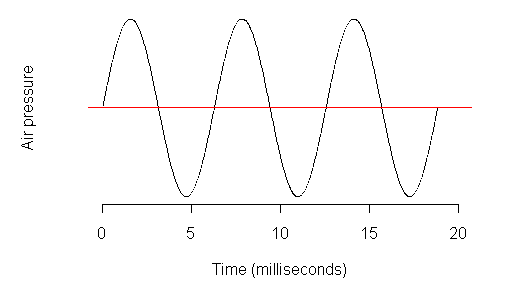 Air pressure
0 5 10 15 20
Time (milliseconds)